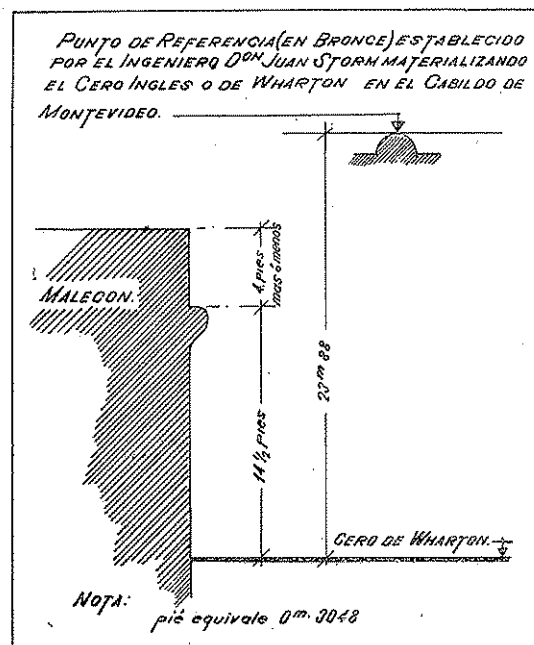 PUNTO DE REFERENCIA (EN BRONCE) ESTABLECIDO
POR EL INGENIERO DON JUAN STORM MATERIALIZANDO
EL CERO INGLES O DE WHARTON EN EL CABILDO DE
MONTEVIDEO.
MALECON.
4 pies
mas ó menos
14 ½ pies
23m 88
CERO DE WHARTON.
NOTA:
pié equivale 0m. 3048